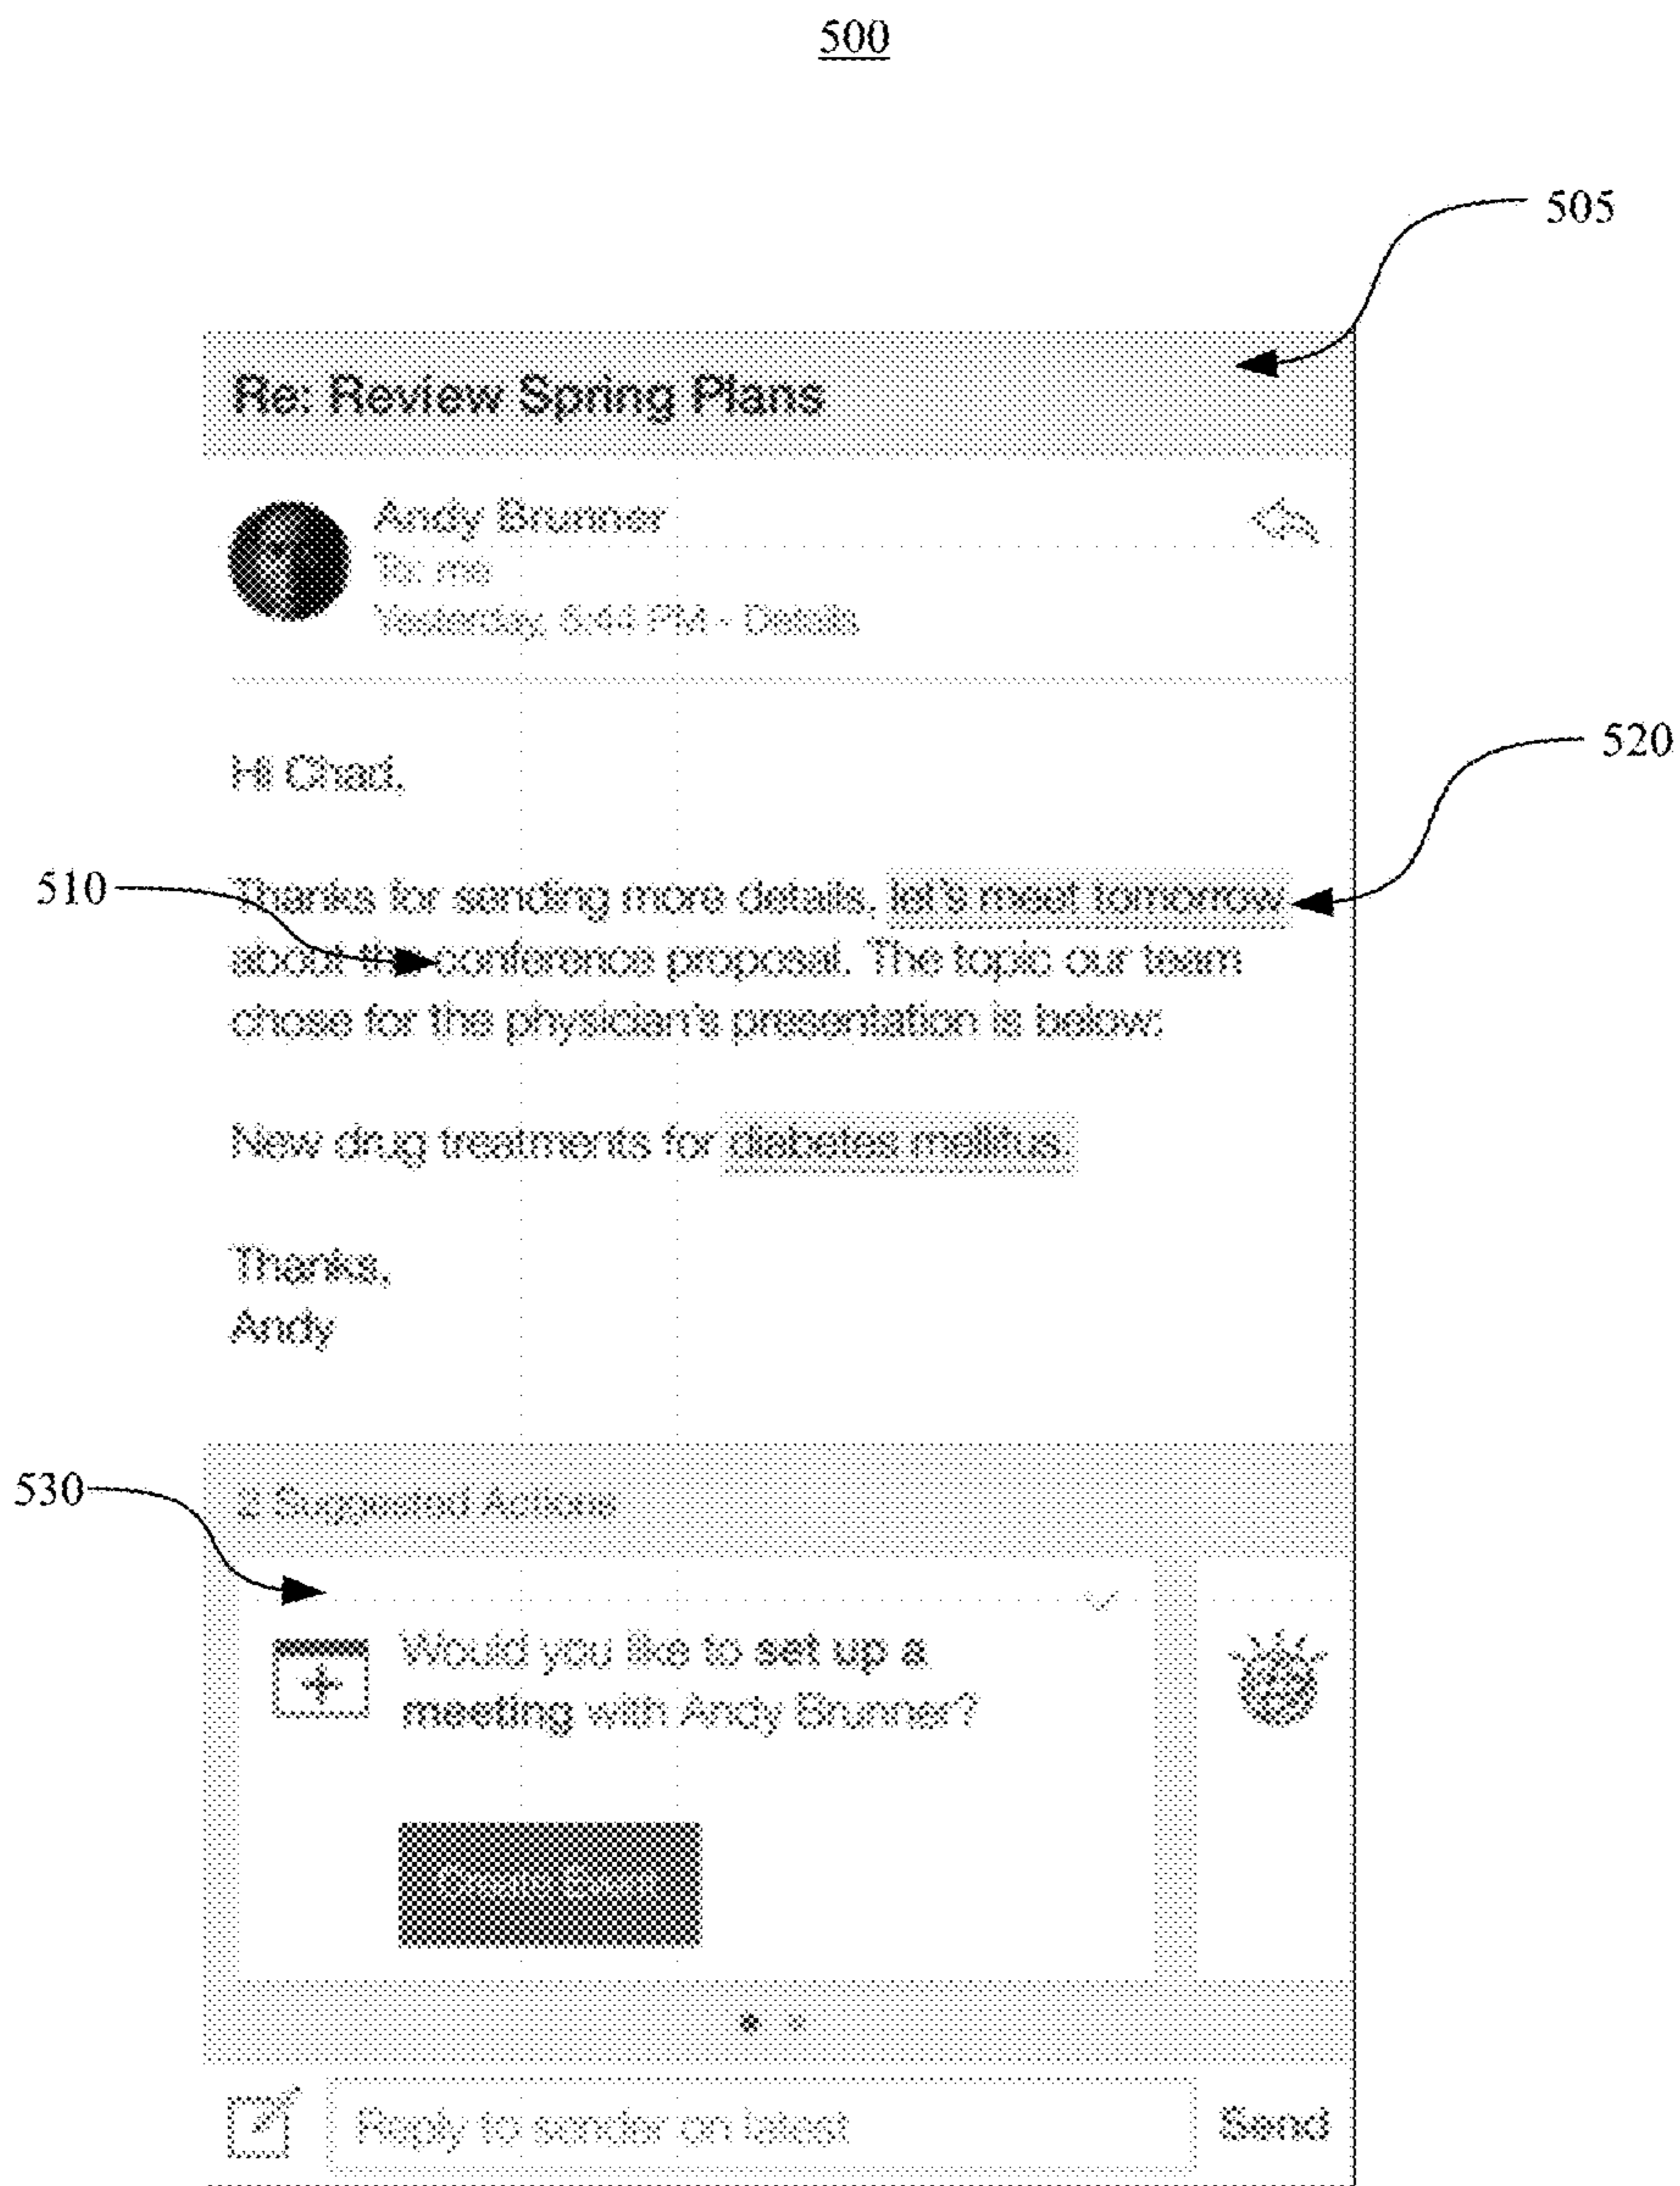 500
505
Re: Review Spring Plans
Andy Brunner
To: me
Yesterday, 6:44 PM - Details
Hi Chad,
520
510
Thanks for sending more details, let's meet tomorrow
about the conference proposal. The topic our team
chose for the physician's presentation is below:
New drug treatments for diabetes mellitus
Thanks,
Andy
530
2 Suggested Actions
Would you like to set up a
meeting with Andy Brunner?
Reply to sender on latest
Send